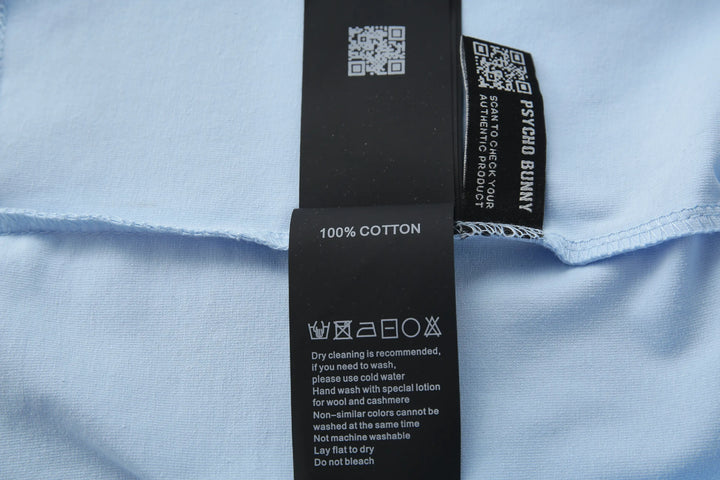 PSYCHO BUNNY
SCAN TO CHECK YOUR
AUTHENTIC PRODUCT
100% COTTON
Dry cleaning is recommended,
if you need to wash,
please use cold water
Hand wash with special lotion
for wool and cashmere
Non-similar colors cannot be
washed at the same time
Not machine washable
Lay flat to dry
Do not bleach